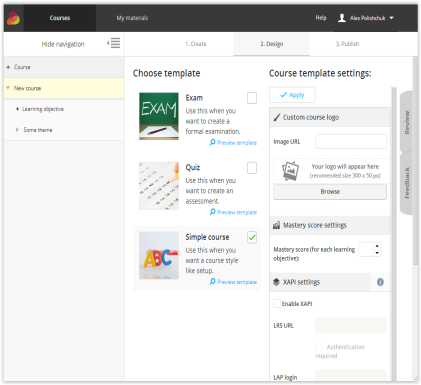 Courses
My materials
Help
Alex Polishchuk
Hide navigation
1. Create
2. Design
3. Publish
Course
New course
Learning objective
Some theme
Choose template
EXAM
Exam
Use this when you
want to create a
formal examination.
Preview template
Quiz
Use this when you
want to create an
assessment.
Preview template
ABC
Simple course
Use this when you
want a course style
like setup.
Preview template
Course template settings:
Apply
Custom course logo
Image URL
Your logo will appear here
(recomended size 300 x 50 px)
Browse
Mastery score settings
Mastery score (for each learning
objective):
XAPI settings
Enable XAPI
LRS URL
Authentication
required
LAP login
Review
Feedback